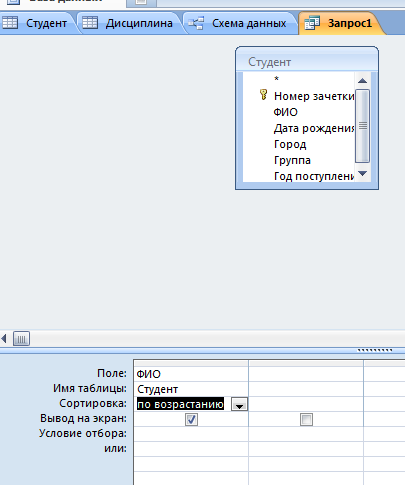 Студент Дисциплина Схема данных Запрос1
Студент
*
Номер зачетки
ФИО
Дата рождения
Город
Группа
Год поступлени
Поле: ФИО
Имя таблицы: Студент
Сортировка: по возрастанию
Вывод на экран:
Условие отбора:
или: